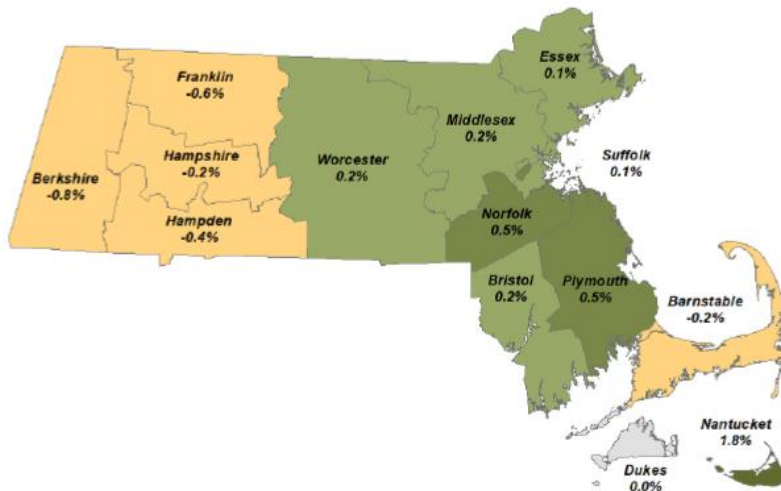 Essex
0.1%
Franklin
-0.6%
Middlesex
0.2%
Suffolk
0.1%
Hampshire
-0.2%
Worcester
0.2%
Berkshire
-0.8%
Hampden
-0.4%
Norfolk
0.5%
Bristol
0.2%
Plymouth
0.5%
Barnstable
-0.2%
Nantucket
1.8%
Dukes
0.0%